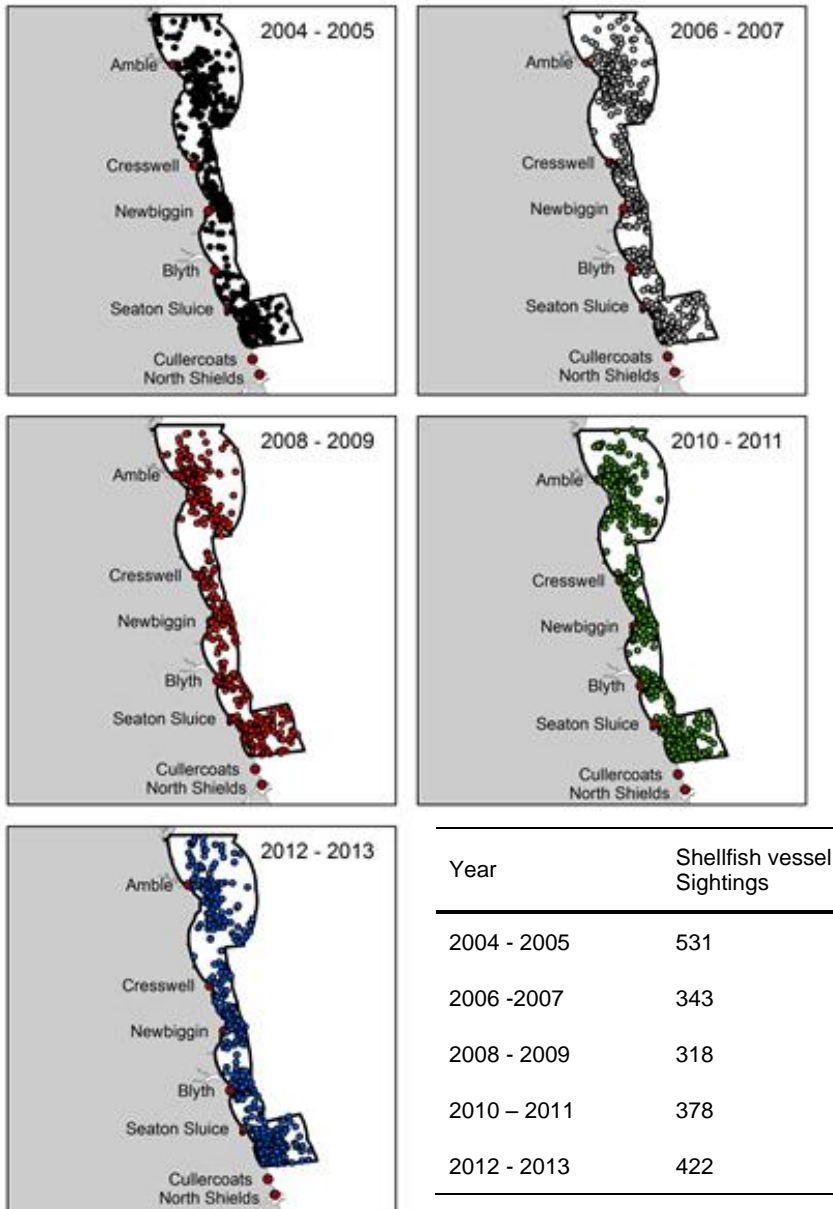 2004 - 2005
Amble
Cresswell
Newbiggin
Blyth
Seaton Sluice
Cullercoats
North Shields
2006 - 2007
Amble
Cresswell
Newbiggin
Blyth
Seaton Sluice
Cullercoats
North Shields
2008 - 2009
Amble
Cresswell
Newbiggin
Blyth
Seaton Sluice
Cullercoats
North Shields
2010 - 2011
Amble
Cresswell
Newbiggin
Blyth
Seaton Sluice
Cullercoats
North Shields
2012 - 2013
Amble
Cresswell
Newbiggin
Blyth
Seaton Sluice
Cullercoats
North Shields
Year Shellfish vessel
Sightings
2004 - 2005 531
2006 -2007 343
2008 - 2009 318
2010 – 2011 378
2012 - 2013 422